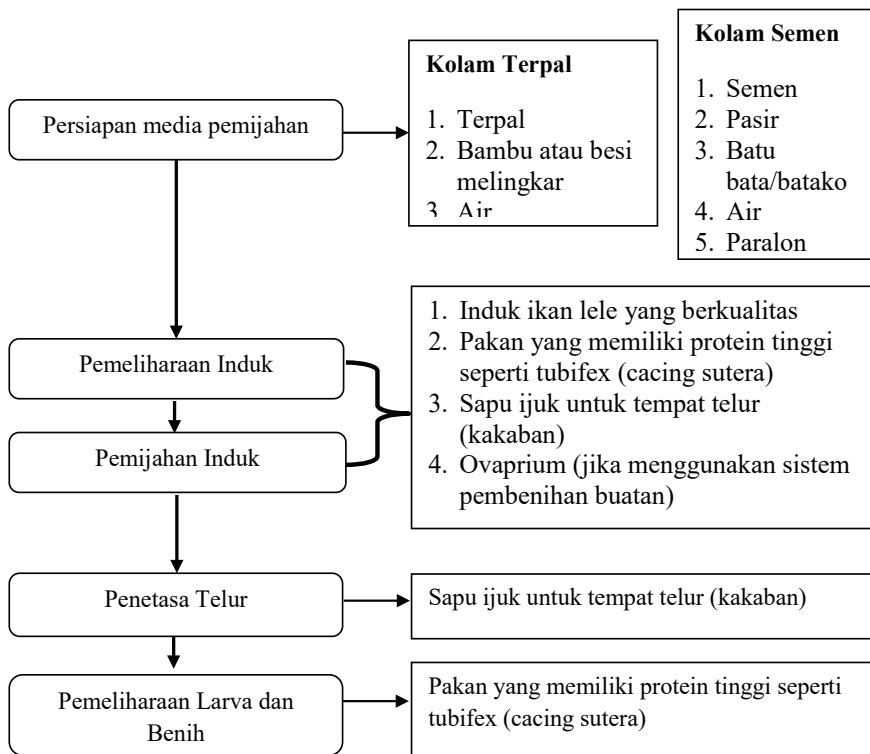 Persiapan media pemijahan
Kolam Terpal
1. Terpal
2. Bambu atau besi
melingkar
3. Air
Kolam Semen
1. Semen
2. Pasir
3. Batu
bata/batako
4. Air
5. Paralon
Pemeliharaan Induk
Pemijahan Induk
1. Induk ikan lele yang berkualitas
2. Pakan yang memiliki protein tinggi
seperti tubifex (cacing sutera)
3. Sapu ijuk untuk tempat telur
(kakaban)
4. Ovaprium (jika menggunakan sistem
pembenihan buatan)
Penetasa Telur
Sapu ijuk untuk tempat telur (kakaban)
Pemeliharaan Larva dan
Benih
Pakan yang memiliki protein tinggi seperti
tubifex (cacing sutera)